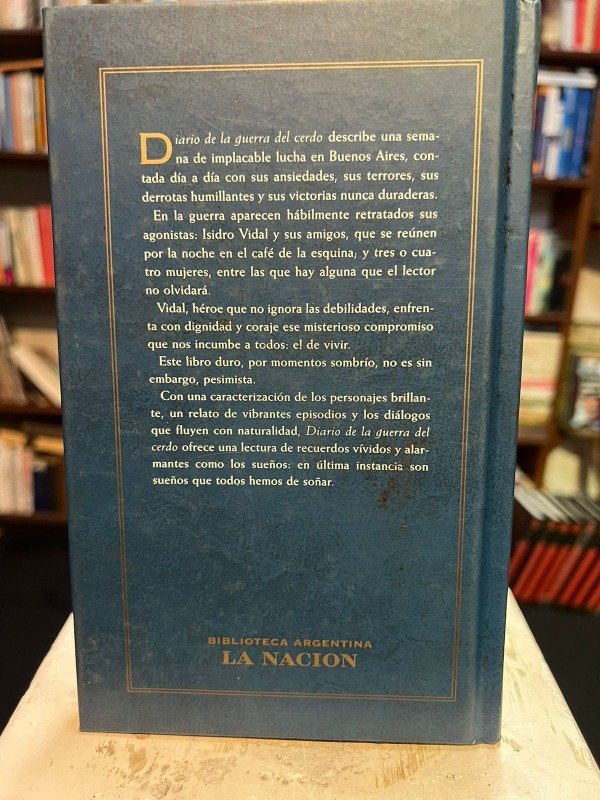 Diario de la guerra del cerdo describe una sema-
na de implacable lucha en Buenos Aires, con-
tada día a día con sus ansiedades, sus terrores, sus
derrotas humillantes y sus victorias nunca duraderas.
En la guerra aparecen hábilmente retratados sus
agonistas: Isidro Vidal y sus amigos, que se reúnen
por la noche en el café de la esquina; y tres o cua-
tro mujeres, entre las que hay alguna que el lector
no olvidará.
Vidal, héroe que no ignora las debilidades, enfren-
ta con dignidad y coraje ese misterioso compromiso
que nos incumbe a todos: el de vivir.
Este libro duro, por momentos sombrío, no es sin
embargo, pesimista.
Con una caracterización de los personajes brillan-
te, un relato de vibrantes episodios y los diálogos
que fluyen con naturalidad, Diario de la guerra del
cerdo ofrece una lectura de recuerdos vívidos y alar-
mantes como los sueños: en última instancia son
sueños que todos hemos de soñar.
BIBLIOTECA ARGENTINA
LA NACION